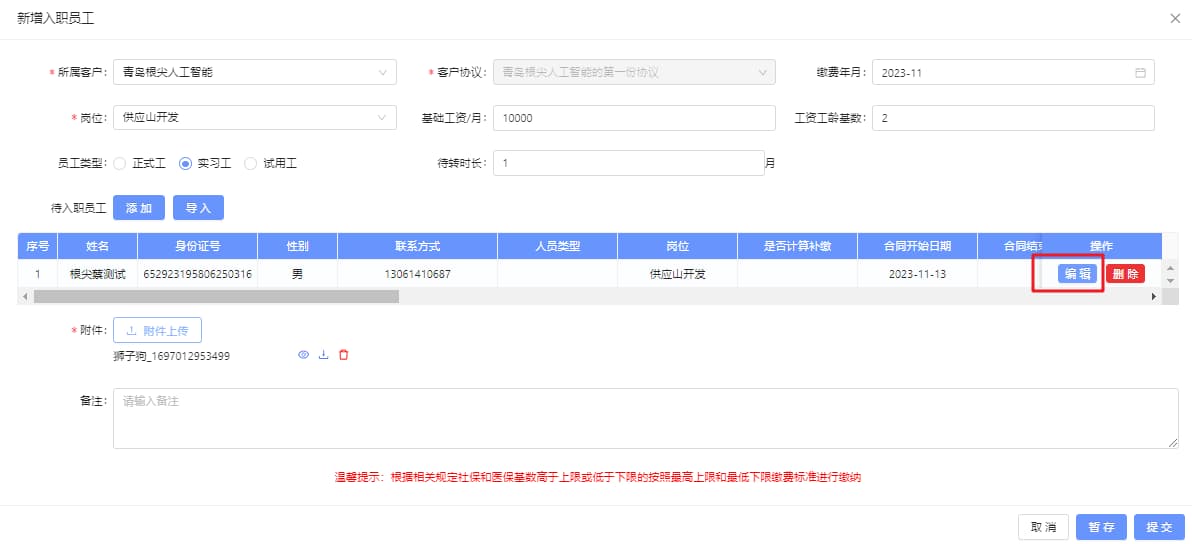 新增入职员工
* 所属客户: 青鸟根尖人工智能
* 客户协议: 青鸟根尖人工智能的第一份协议
缴费年月: 2023-11
* 岗位: 供应山开发
基础工资/月: 10000
工资工龄基数: 2
员工类型: 正式工 实习工 试用工
待转时长: 1 月
待入职员工 添加 导入
序号 姓名 身份证号 性别 联系方式 人员类型 岗位 是否计算补缴 合同开始日期 合同结束 操作
1 根尖蔡测试 652923195806250316 男 13061410687 供应山开发 2023-11-13 编辑 删除
* 附件: 附件上传
狮子狗_1697012953499
备注: 请输入备注
温馨提示：根据相关规定社保和医保基数高于上限或低于下限的按照最高上限和最低下限缴费标准进行缴纳
取消 暂存 提交